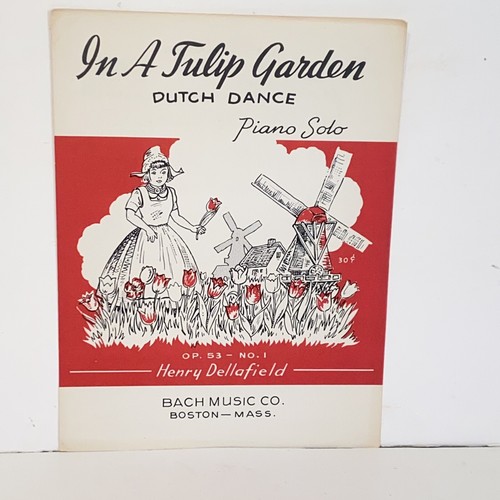 In A Tulip Garden
DUTCH DANCE
Piano Solo
30¢
OP. 53 – NO. 1
Henry Dellafield
BACH MUSIC CO.
BOSTON — MASS.